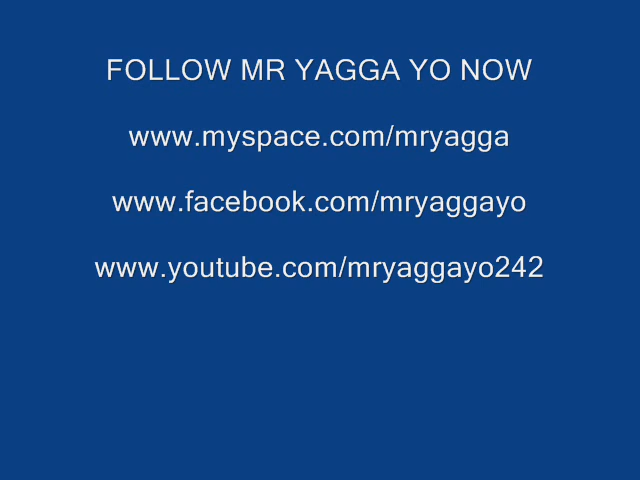 FOLLOW MR YAGGA YO NOW
www.myspace.com/mryagga
www.facebook.com/mryaggayo
www.youtube.com/mryaggayo242